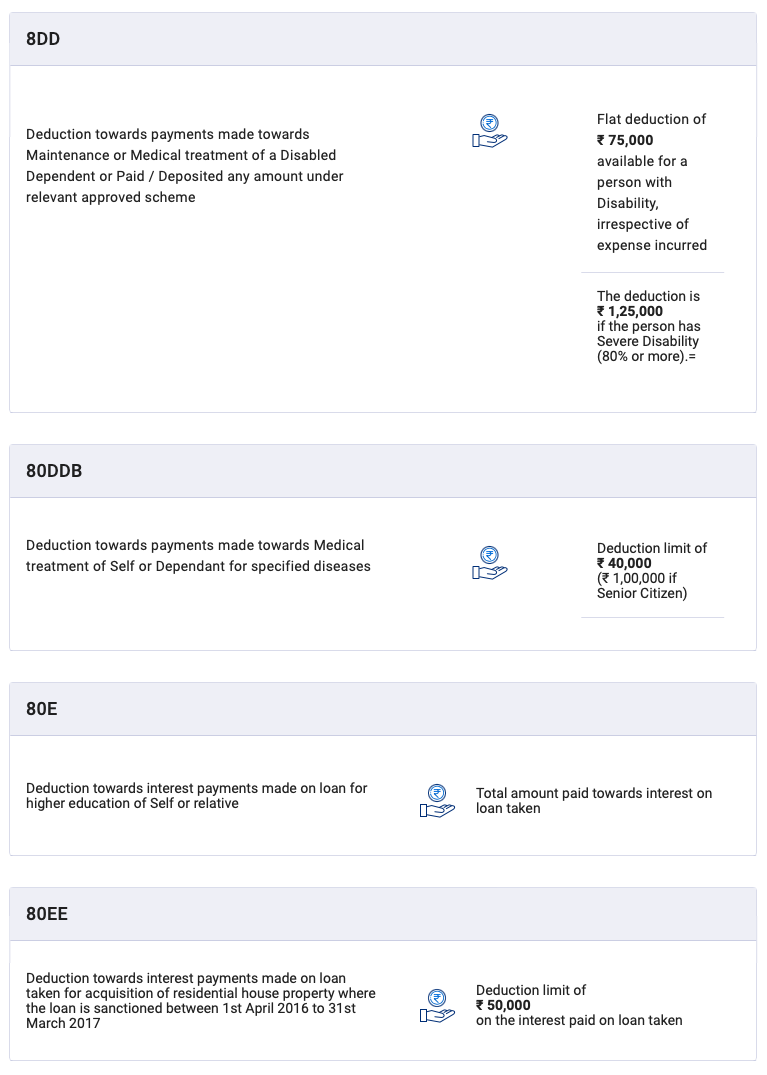 8DD
Deduction towards payments made towards
Maintenance or Medical treatment of a Disabled
Dependent or Paid / Deposited any amount under
relevant approved scheme
Flat deduction of
₹ 75,000
available for a
person with
Disability,
irrespective of
expense incurred
The deduction is
₹ 1,25,000
if the person has
Severe Disability
(80% or more).=
80DDB
Deduction towards payments made towards Medical
treatment of Self or Dependant for specified diseases
Deduction limit of
₹ 40,000
(₹ 1,00,000 if
Senior Citizen)
80E
Deduction towards interest payments made on loan for
higher education of Self or relative
Total amount paid towards interest on
loan taken
80EE
Deduction towards interest payments made on loan
taken for acquisition of residential house property where
the loan is sanctioned between 1st April 2016 to 31st
March 2017
Deduction limit of
₹ 50,000
on the interest paid on loan taken